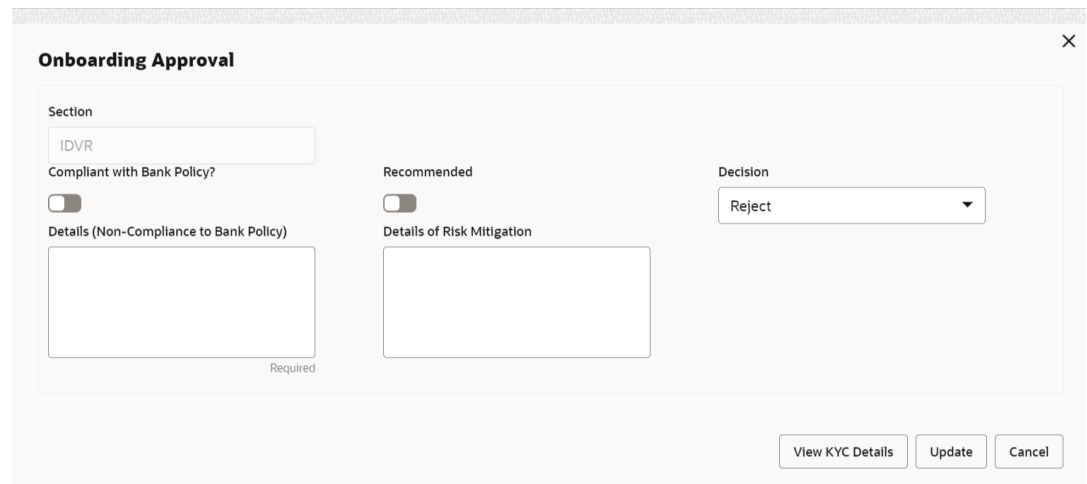 Onboarding Approval
Section
IDVR
Compliant with Bank Policy?
Recommended
Decision
Reject
Details (Non-Compliance to Bank Policy)
Details of Risk Mitigation
Required
View KYC Details
Update
Cancel